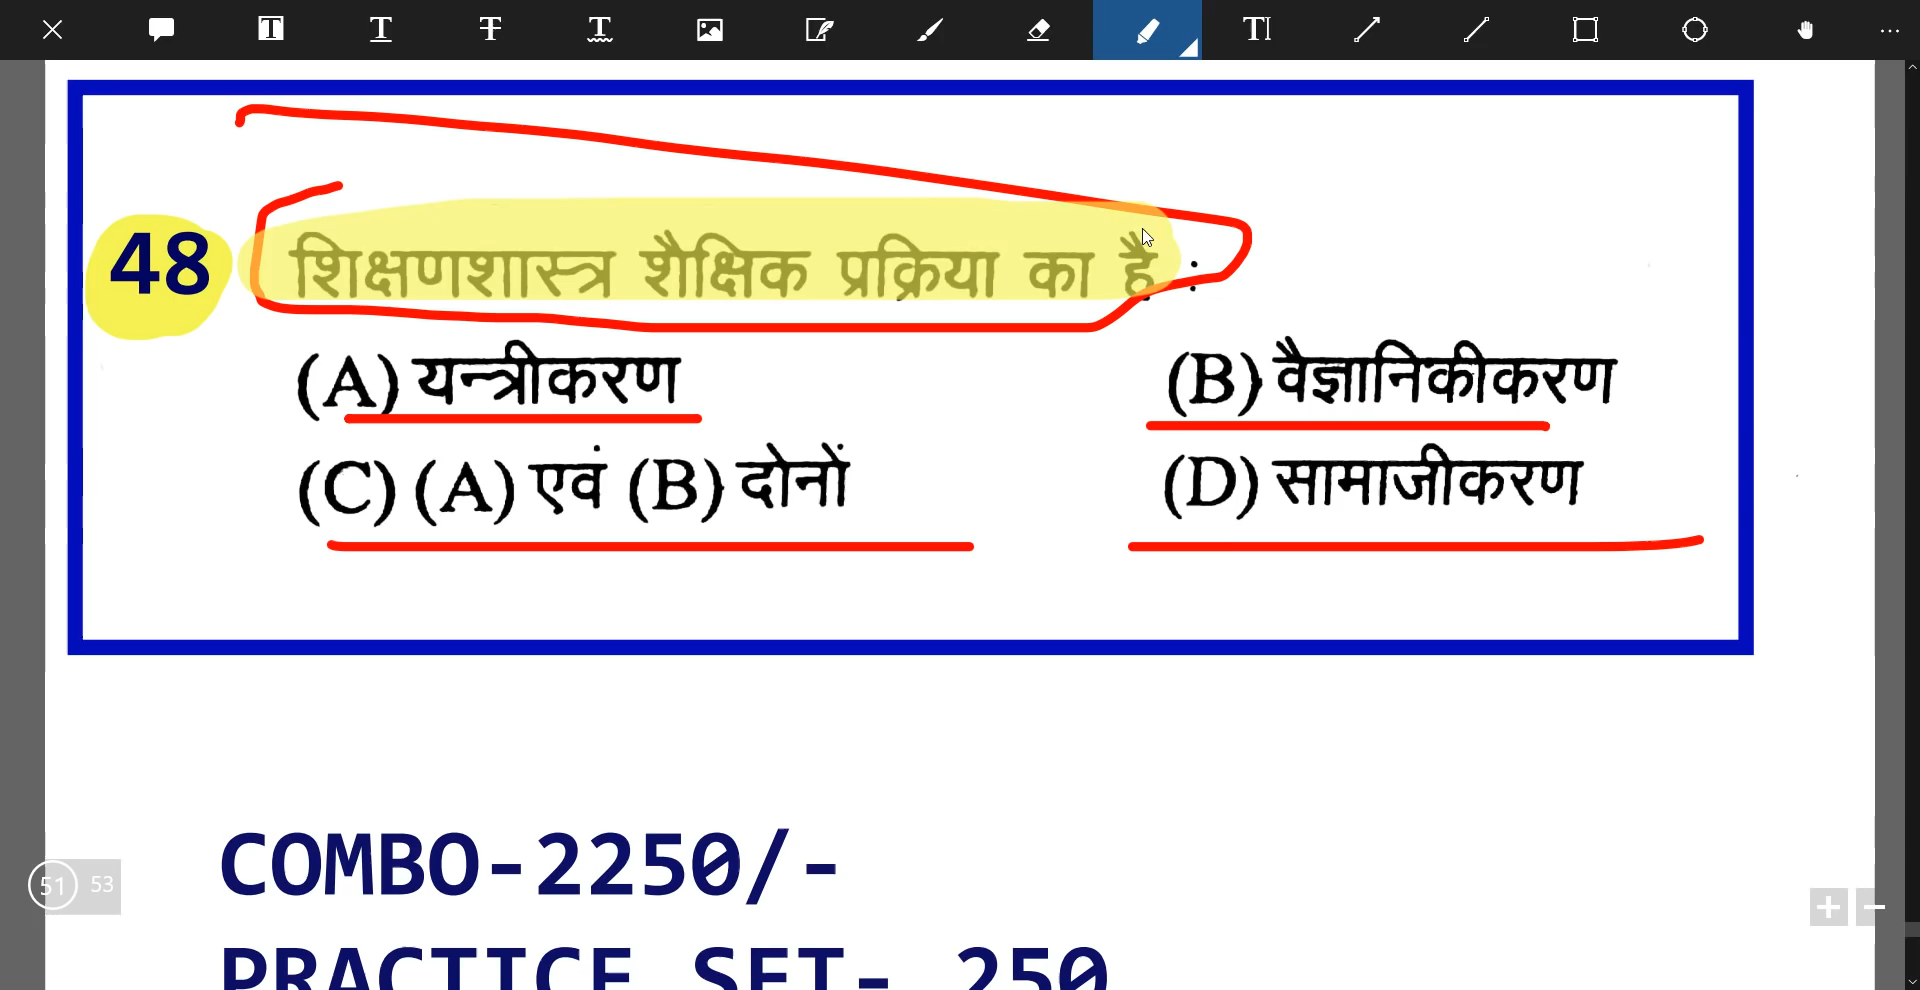 48 शिक्षणशास्त्र शैक्षिक प्रक्रिया का है :
(A) यन्त्रीकरण (B) वैज्ञानिकीकरण
(C) (A) एवं (B) दोनों (D) सामाजीकरण
COMBO-2250/-
51 53
PRACTICE SET- 250